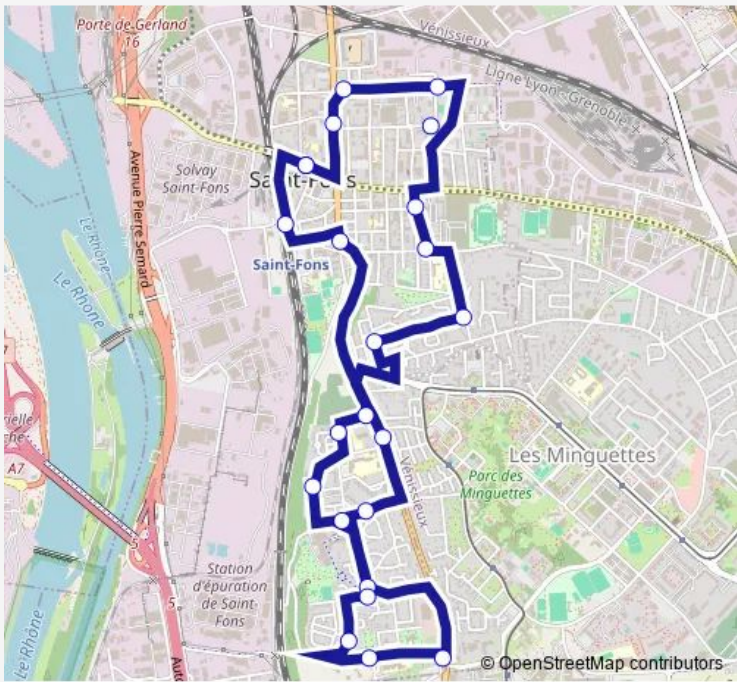 Porte de Gerland
16
Vénissieux
Ligne Lyon - Grenoble
Solvay
Saint-Fons
Saint-Fons
Avenue Pierre Semard
Le Rhône
Le Rhône
Saint-Fons
A7
Les Minguettes
Parc des
Minguettes
Vénissieux
5
Station
d'épuration
de Saint-
Fons
5
Le Rhône
© OpenStreetMap contributors